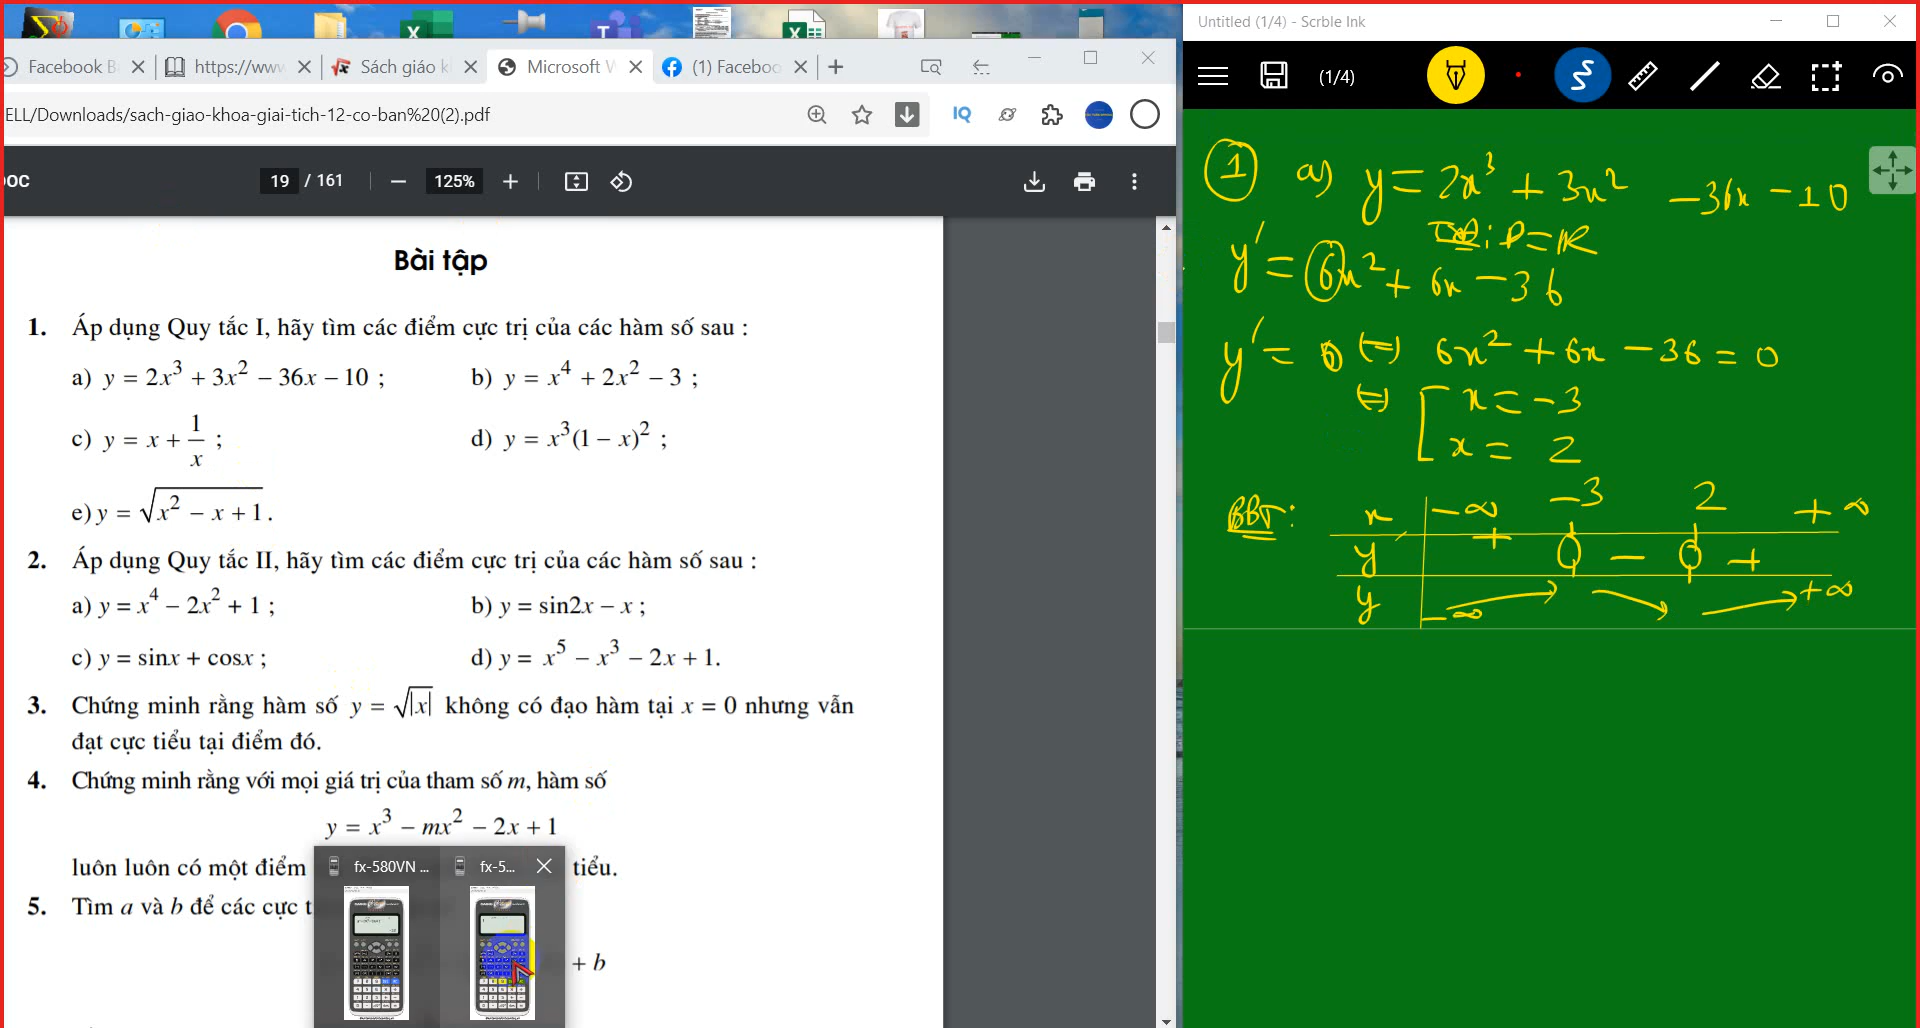 Untitled (1/4) - Scrble Ink
Facebook B
https://www
Sách giáo k
Microsoft W
(1) Faceboo
ELL/Downloads/sach-giao-khoa-giai-tich-12-co-ban%20(2).pdf
IQ
(1/4)
19 / 161
125%
Bài tập
1. Áp dụng Quy tắc I, hãy tìm các điểm cực trị của các hàm số sau :
a) y = 2x³ + 3x² − 36x − 10 ; b) y = x⁴ + 2x² − 3 ;
c) y = x + 1/x ; d) y = x³(1 − x)² ;
e) y = √(x² − x + 1).
2. Áp dụng Quy tắc II, hãy tìm các điểm cực trị của các hàm số sau :
a) y = x⁴ − 2x² + 1 ; b) y = sin2x − x ;
c) y = sinx + cosx ; d) y = x⁵ − x³ − 2x + 1.
3. Chứng minh rằng hàm số y = √|x| không có đạo hàm tại x = 0 nhưng vẫn
đạt cực tiểu tại điểm đó.
4. Chứng minh rằng với mọi giá trị của tham số m, hàm số
y = x³ − mx² − 2x + 1
luôn luôn có một điểm
tiểu.
5. Tìm a và b để các cực t
+ b
fx-580VN ...
fx-5...
① a) y = 2x³ + 3x² − 36x − 10
TXĐ: D = R
y' = 6x² + 6x − 36
y' = 0 ⇔ 6x² + 6x − 36 = 0
⇔ [ x = −3
x = 2
BBT:
x −∞ −3 2 +∞
y' + 0 − 0 +
y −∞ +∞